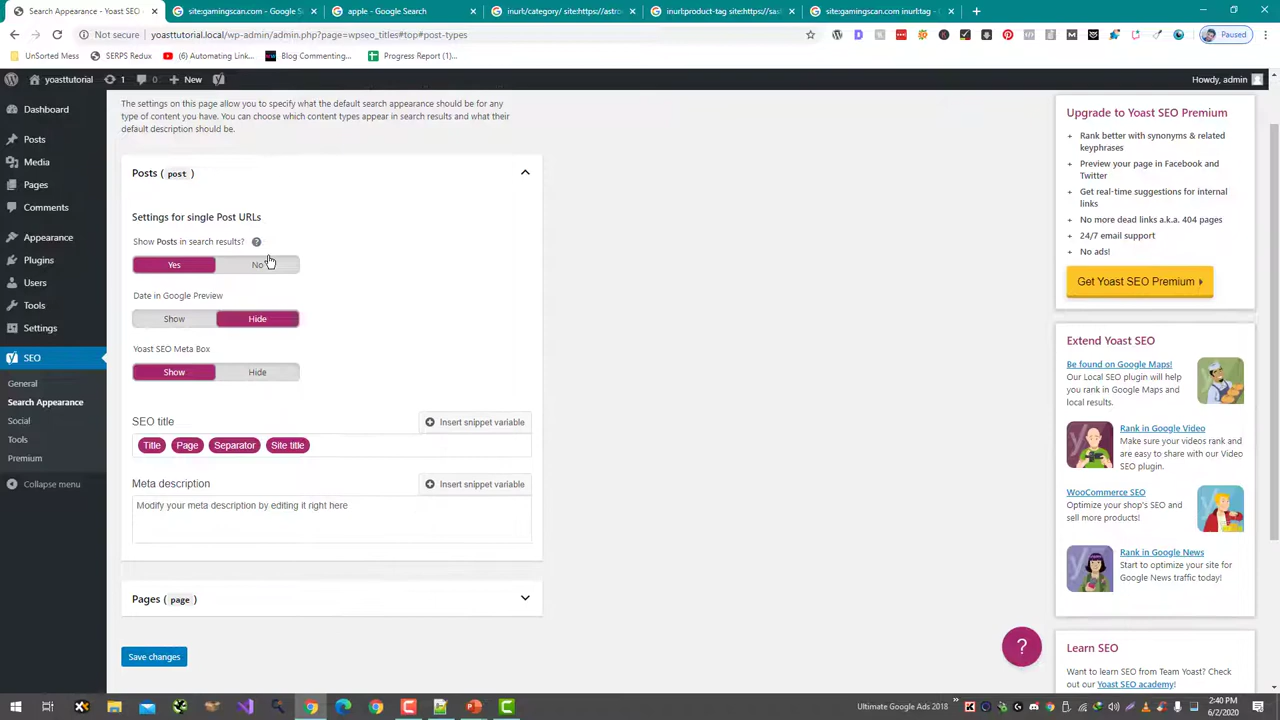 Search Appearance - Yoast SEO:
site:gamingscan.com - Google S
apple - Google Search
inurl:/category/ site:https://astro
inurl:product-tag site:https://sas
site:gamingscan.com inurl:tag -
Not secure
yoasttutorial.local/wp-admin/admin.php?page=wpseo_titles#top#post-types
Paused
UnSorted Mess
SERPS Redux
(6) Automating Link...
Blog Commenting...
Progress Report(1)...
yoasttutorial
1
0
New
Howdy, admin
Dashboard
Posts
Media
Pages
Comments
Appearance
Plugins
Users
Tools
Settings
SEO
General
Search Appearance
Social
Tools
Premium
Collapse menu
The settings on this page allow you to specify what the default search appearance should be for any
type of content you have. You can choose which content types appear in search results and what their
default description should be.
Posts ( post )
Settings for single Post URLs
Show Posts in search results?
Yes
No
Date in Google Preview
Show
Hide
Yoast SEO Meta Box
Show
Hide
SEO title
Insert snippet variable
Title
Page
Separator
Site title
Meta description
Insert snippet variable
Modify your meta description by editing it right here
Pages ( page )
Save changes
Upgrade to Yoast SEO Premium
+ Rank better with synonyms & related
keyphrases
+ Preview your page in Facebook and
Twitter
+ Get real-time suggestions for internal
links
+ No more dead links a.k.a. 404 pages
+ 24/7 email support
+ No ads!
Get Yoast SEO Premium
Extend Yoast SEO
Be found on Google Maps!
Our Local SEO plugin will help
you rank in Google Maps and
local results.
Rank in Google Video
Make sure your videos rank and
are easy to share with our Video
SEO plugin.
WooCommerce SEO
Optimize your shop's SEO and
sell more products!
Rank in Google News
Start to optimize your site for
Google News traffic today!
?
Learn SEO
Want to learn SEO from Team Yoast? Check
out our Yoast SEO academy!
Ultimate Google Ads 2018
2:40 PM
6/2/2020